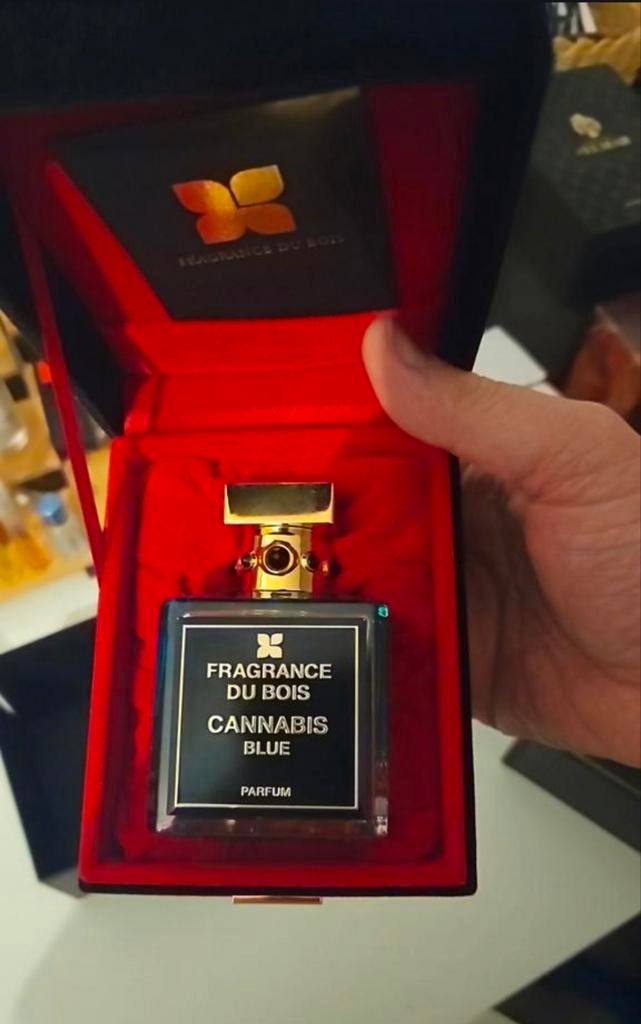 FRAGRANCE DU BOIS
FRAGRANCE
DU BOIS
CANNABIS
BLUE
PARFUM